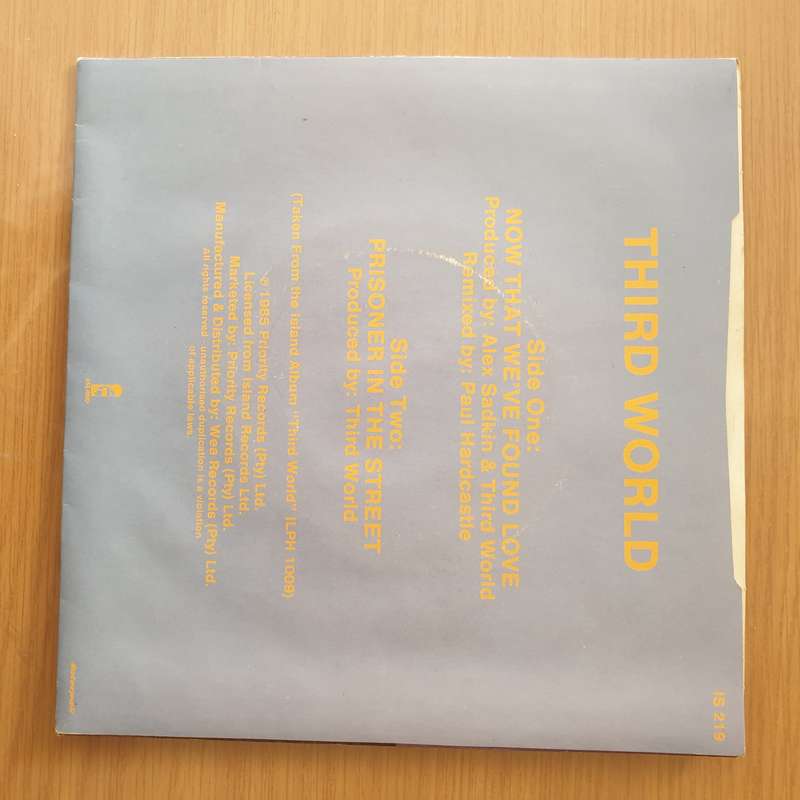 IS 219
THIRD WORLD
Side One:
NOW THAT WE'VE FOUND LOVE
Produced by: Alex Sadkin & Third World
Remixed by: Paul Hardcastle
Side Two:
PRISONER IN THE STREET
Produced by: Third World
(Taken From the Island Album "Third World" ILPH 1009)
℗ 1985 Priority Records (Pty) Ltd.
Licensed from Island Records Ltd.
Marketed by: Priority Records (Pty) Ltd.
Manufactured & Distributed by: Wea Records (Pty) Ltd.
All rights reserved unauthorised duplication is a violation
of applicable laws.
ISLAND